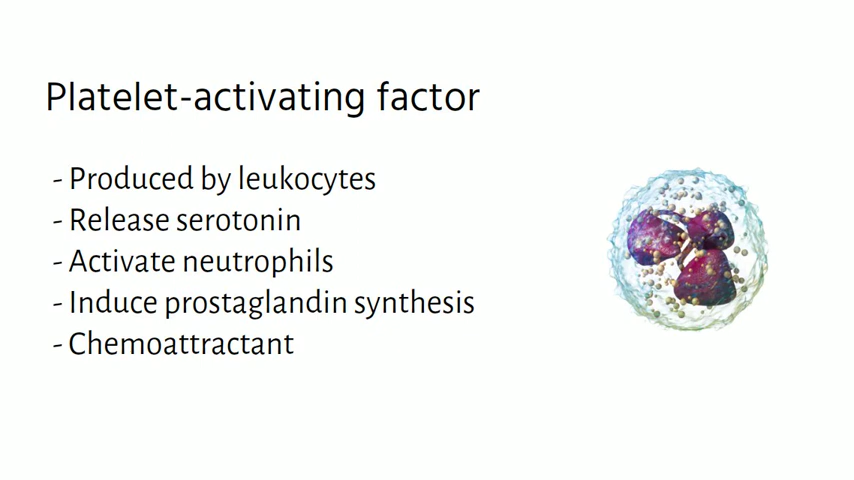 Platelet-activating factor
- Produced by leukocytes
- Release serotonin
- Activate neutrophils
- Induce prostaglandin synthesis
- Chemoattractant